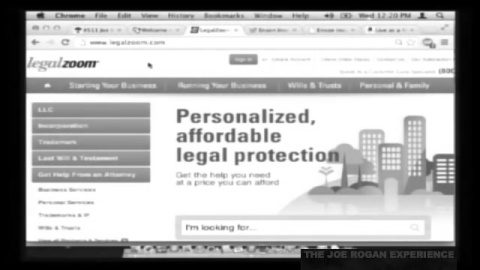 Chrome File Edit View History Bookmarks Window Help Wed 12:20 PM
www.legalzoom.com
legalzoom
Starting Your Business Running Your Business Wills & Trusts Personal & Family
LLC
Incorporation
Trademark
Last Will & Testament
Get Help From an Attorney
Business Services
Personal Services
Trademarks & IP
Wills & Trusts
Personalized,
affordable
legal protection
Get the help you need
at a price you can afford
I'm looking for...
THE JOE ROGAN EXPERIENCE